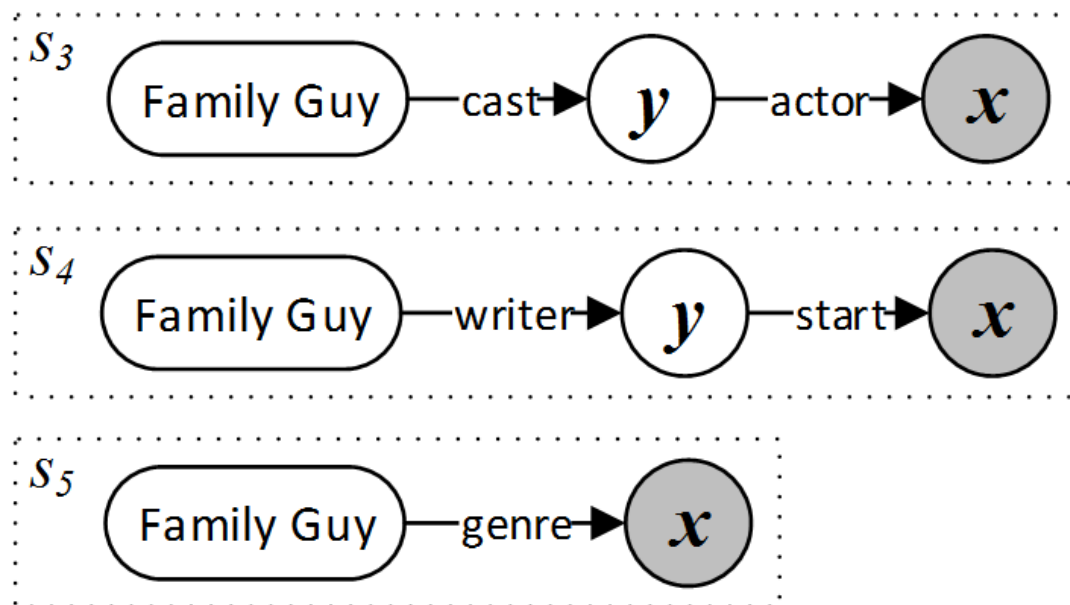 s3
Family Guy cast y actor x
s4
Family Guy writer y start x
s5
Family Guy genre x